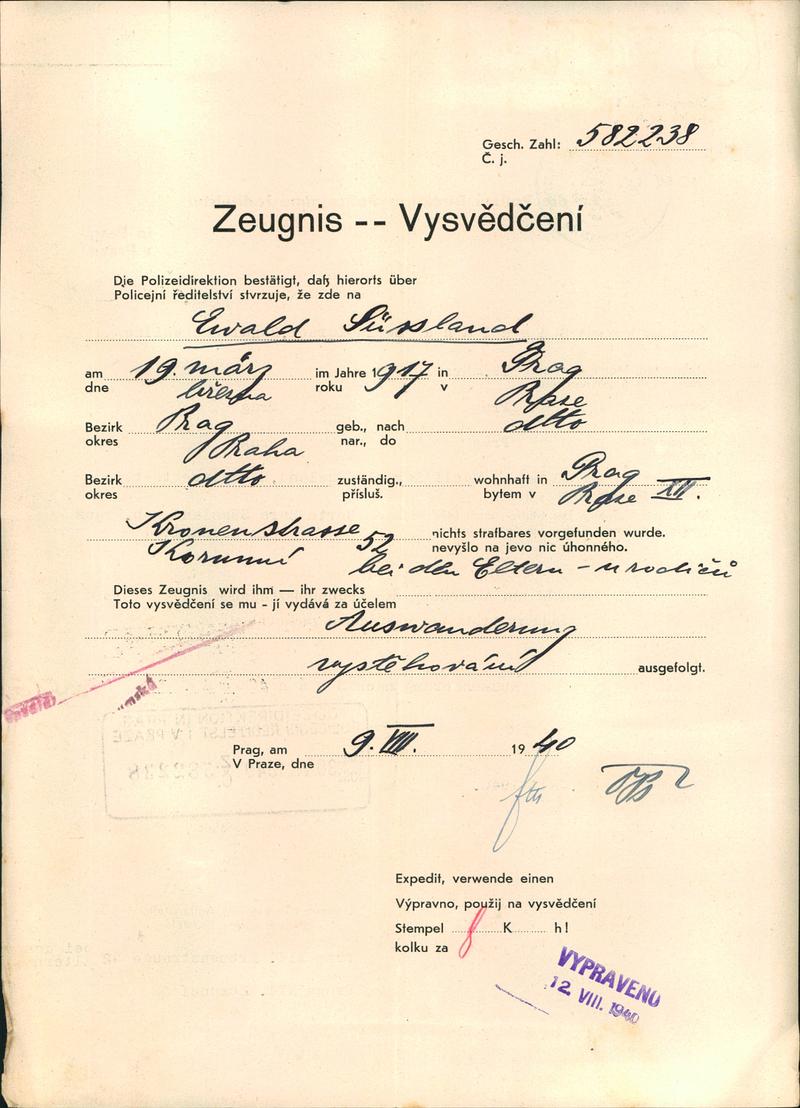 Gesch. Zahl: 582238
Č. j.
Zeugnis -- Vysvědčení
Die Polizeidirektion bestätigt, daß hierorts über
Policejní ředitelství stvrzuje, že zde na
Ewald Süssland
am 19. märz im Jahre 1917 in Prag
dne března roku v Praze
Bezirk Prag geb., nach dtto
okres Praha nar., do
Bezirk dtto zuständig., wohnhaft in Prag
okres přísluš. bytem v Praze XII.
Kronenstrasse 52 nichts strafbares vorgefunden wurde.
Korunní nevyšlo na jevo nic úhonného.
bei den Eltern - u rodičů
Dieses Zeugnis wird ihm — ihr zwecks
Toto vysvědčení se mu - jí vydává za účelem
Auswanderung
vystěhování ausgefolgt.
Prag, am 9. VIII. 1940
V Praze, dne
Expedit, verwende einen
Výpravno, použij na vysvědčení
Stempel 8 K h!
kolku za
VYPRAVENO
12. VIII. 1940